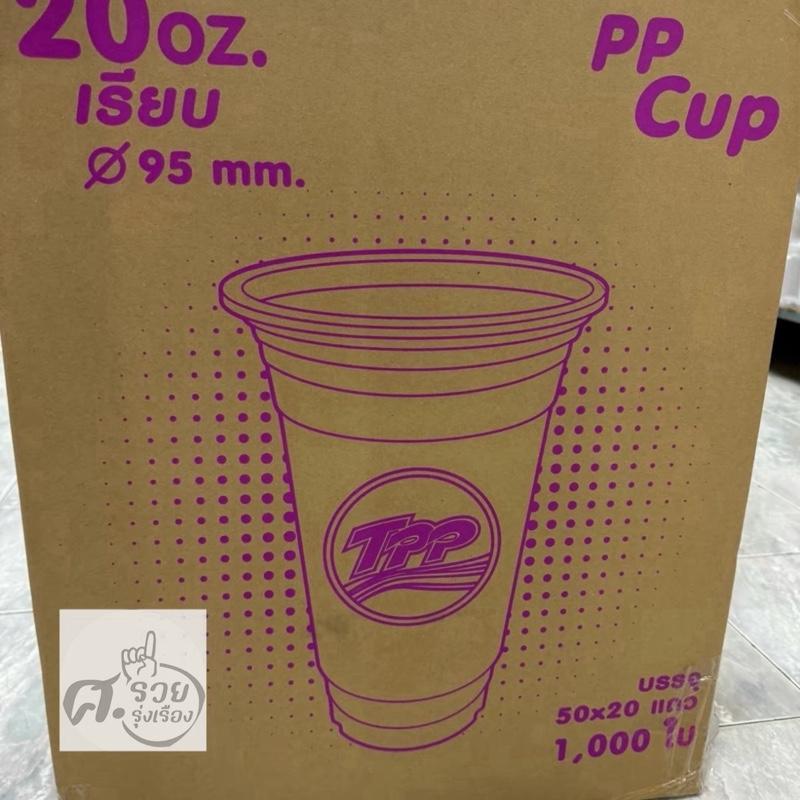 20oz.
เรียบ
Ø 95 mm.
PP
Cup
TPP
บรรจุ
50x20 แถว
1,000 ใบ
ศ.รวย
รุ่งเรือง